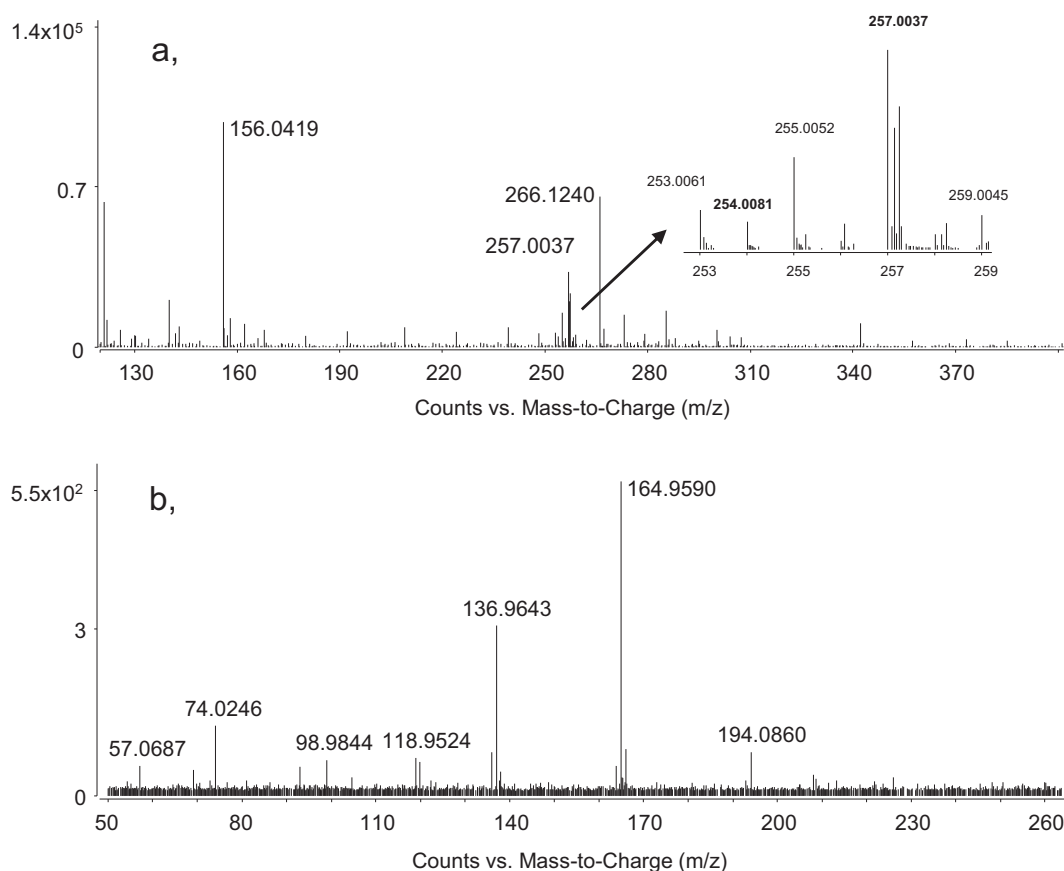 1.4x10⁵
a,
257.0037
156.0419
255.0052
0.7
266.1240
253.0061
254.0081
259.0045
257.0037
253 255 257 259
0
130 160 190 220 250 280 310 340 370
Counts vs. Mass-to-Charge (m/z)
5.5x10²
b,
164.9590
136.9643
3
74.0246
57.0687
98.9844
118.9524
194.0860
0
50 80 110 140 170 200 230 260
Counts vs. Mass-to-Charge (m/z)